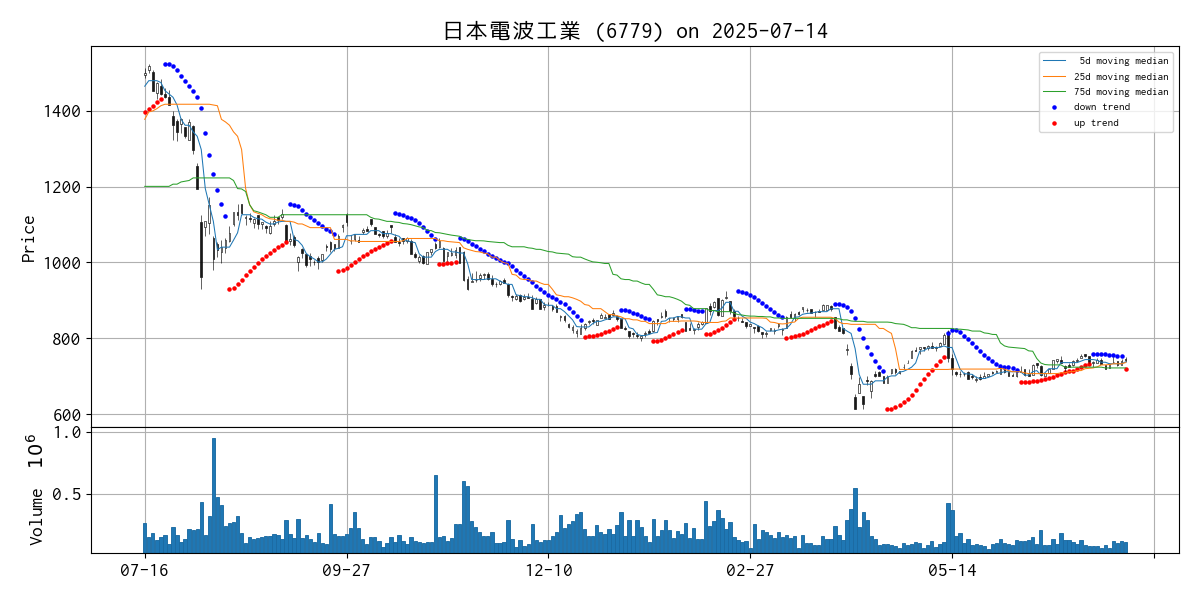 日本電波工業 (6779) on 2025-07-14
5d moving median
25d moving median
75d moving median
down trend
up trend
Price
1400
1200
1000
800
600
Volume 10^6
1.0
0.5
07-16
09-27
12-10
02-27
05-14